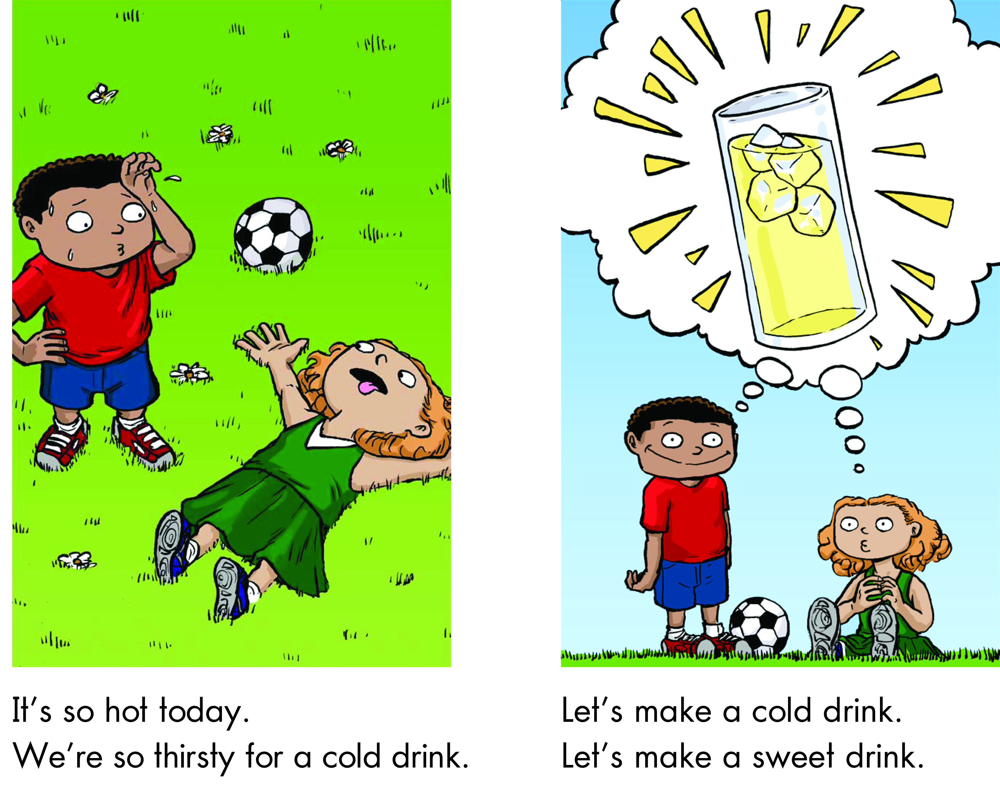 It’s so hot today.
We’re so thirsty for a cold drink.
Let’s make a cold drink.
Let’s make a sweet drink.